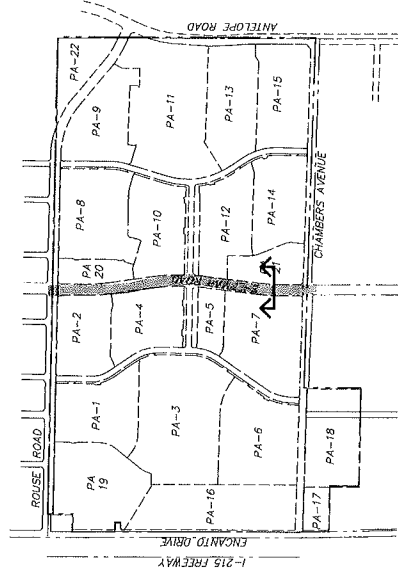 ANTELOPE ROAD
PA-22
PA-9
PA-11
PA-13
PA-15
PA-8
PA-10
PA-12
PA-14
PA
20
21
CHAMBERS AVENUE
PA-2
PA-4
PA-5
PA-7
PA-1
PA-3
PA-6
PA
19
PA-16
PA-17
PA-18
ROUSE ROAD
ENCANTO DRIVE
I-215 FREEWAY